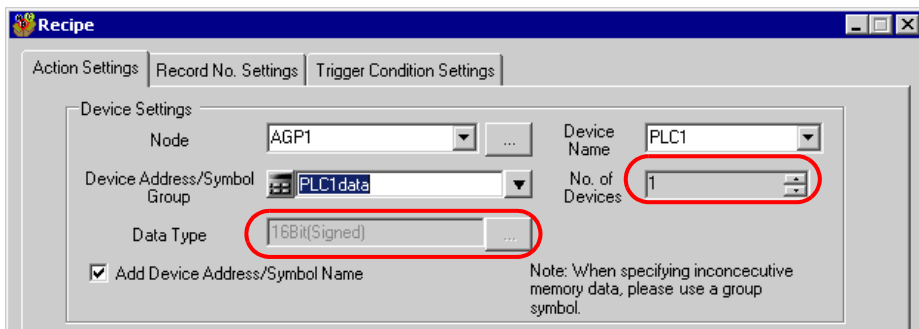 Recipe
Action Settings Record No. Settings Trigger Condition Settings
Device Settings
Node AGP1 ... Device Name PLC1
Device Address/Symbol Group PLC1data No. of Devices 1
Data Type 16Bit(Signed) ...
Add Device Address/Symbol Name
Note: When specifying inconcecutive
memory data, please use a group
symbol.